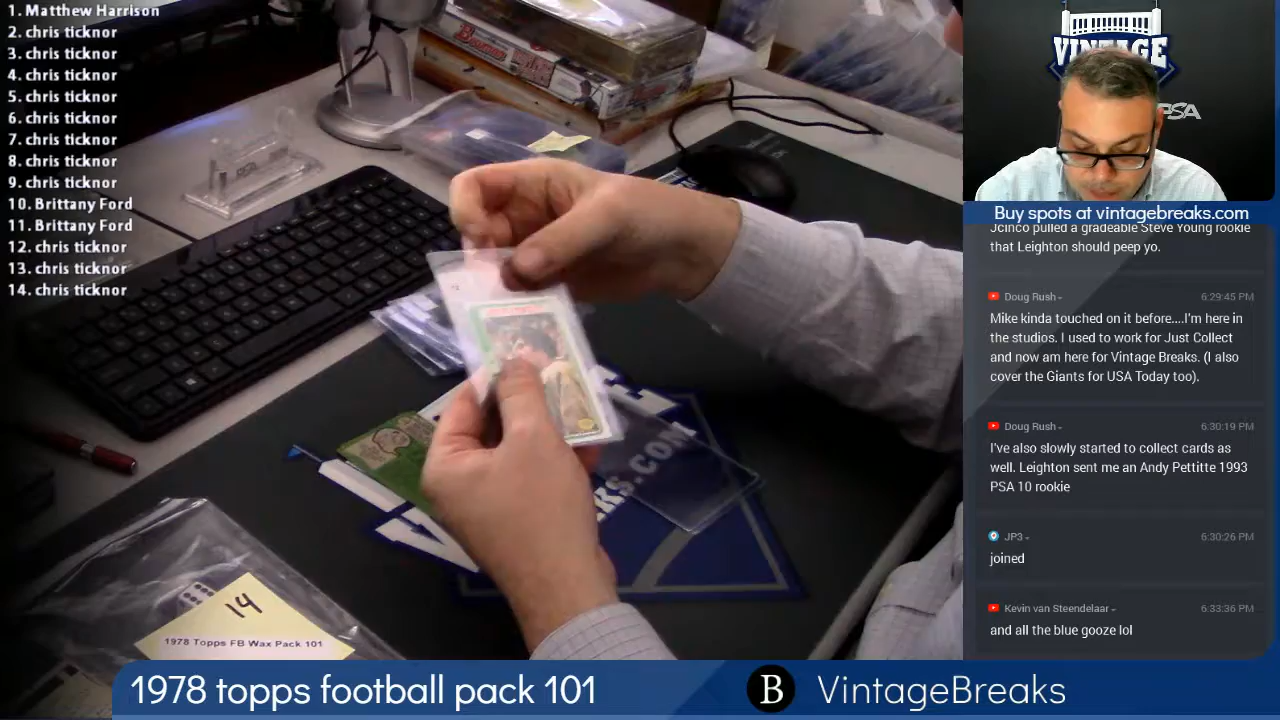 1. Matthew Harrison
2. chris ticknor
3. chris ticknor
4. chris ticknor
5. chris ticknor
6. chris ticknor
7. chris ticknor
8. chris ticknor
9. chris ticknor
10. Brittany Ford
11. Brittany Ford
12. chris ticknor
13. chris ticknor
14. chris ticknor
Bowman
VINTAGE
PSA
Buy spots at vintagebreaks.com
Jcinco pulled a gradeable Steve Young rookie
that Leighton should peep yo.
Doug Rush
6:29:45 PM
Mike kinda touched on it before....I'm here in
the studios. I used to work for Just Collect
and now am here for Vintage Breaks. (I also
cover the Giants for USA Today too).
Doug Rush
6:30:19 PM
I've also slowly started to collect cards as
well. Leighton sent me an Andy Pettitte 1993
PSA 10 rookie
JP3
6:30:26 PM
joined
Kevin van Steendelaar
6:33:36 PM
and all the blue gooze lol
KS.COM
14
1978 Topps FB Wax Pack 101
1978 topps football pack 101
B VintageBreaks